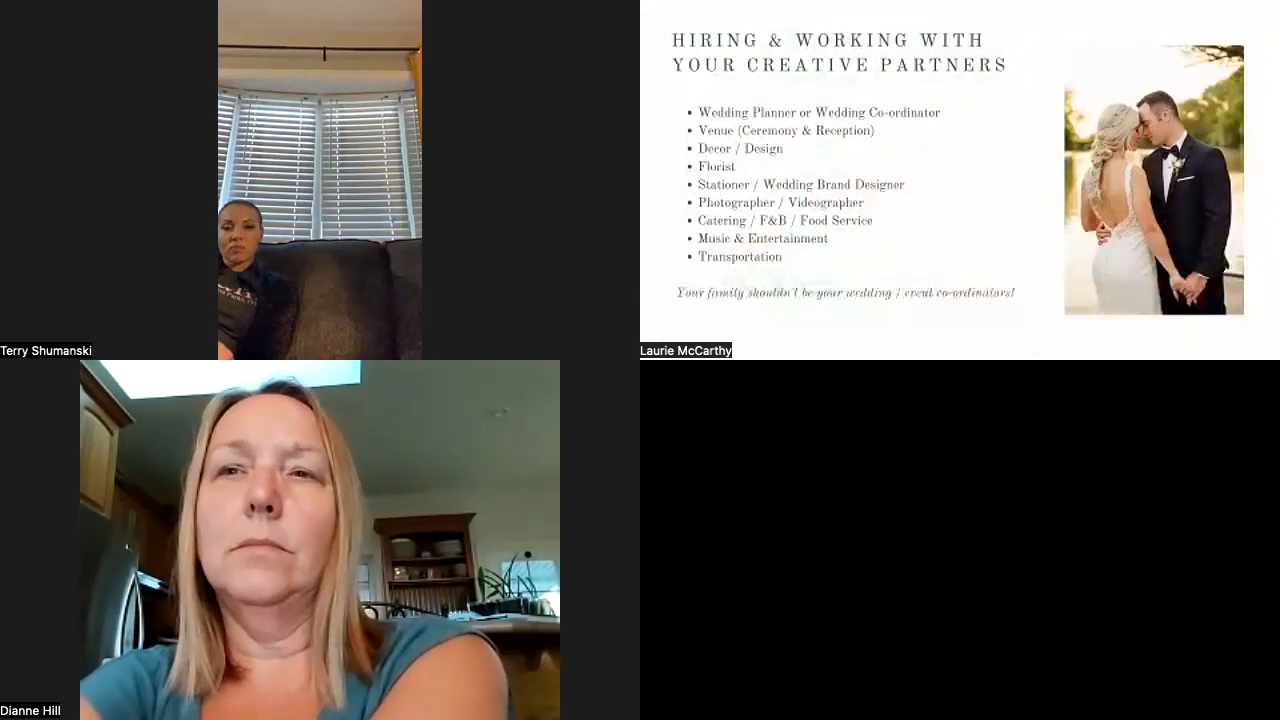 HIRING & WORKING WITH
YOUR CREATIVE PARTNERS
• Wedding Planner or Wedding Co-ordinator
• Venue (Ceremony & Reception)
• Decor / Design
• Florist
• Stationer / Wedding Brand Designer
• Photographer / Videographer
• Catering / F&B / Food Service
• Music & Entertainment
• Transportation
Your family shouldn't be your wedding / event co-ordinators!
Terry Shumanski
Laurie McCarthy
Dianne Hill